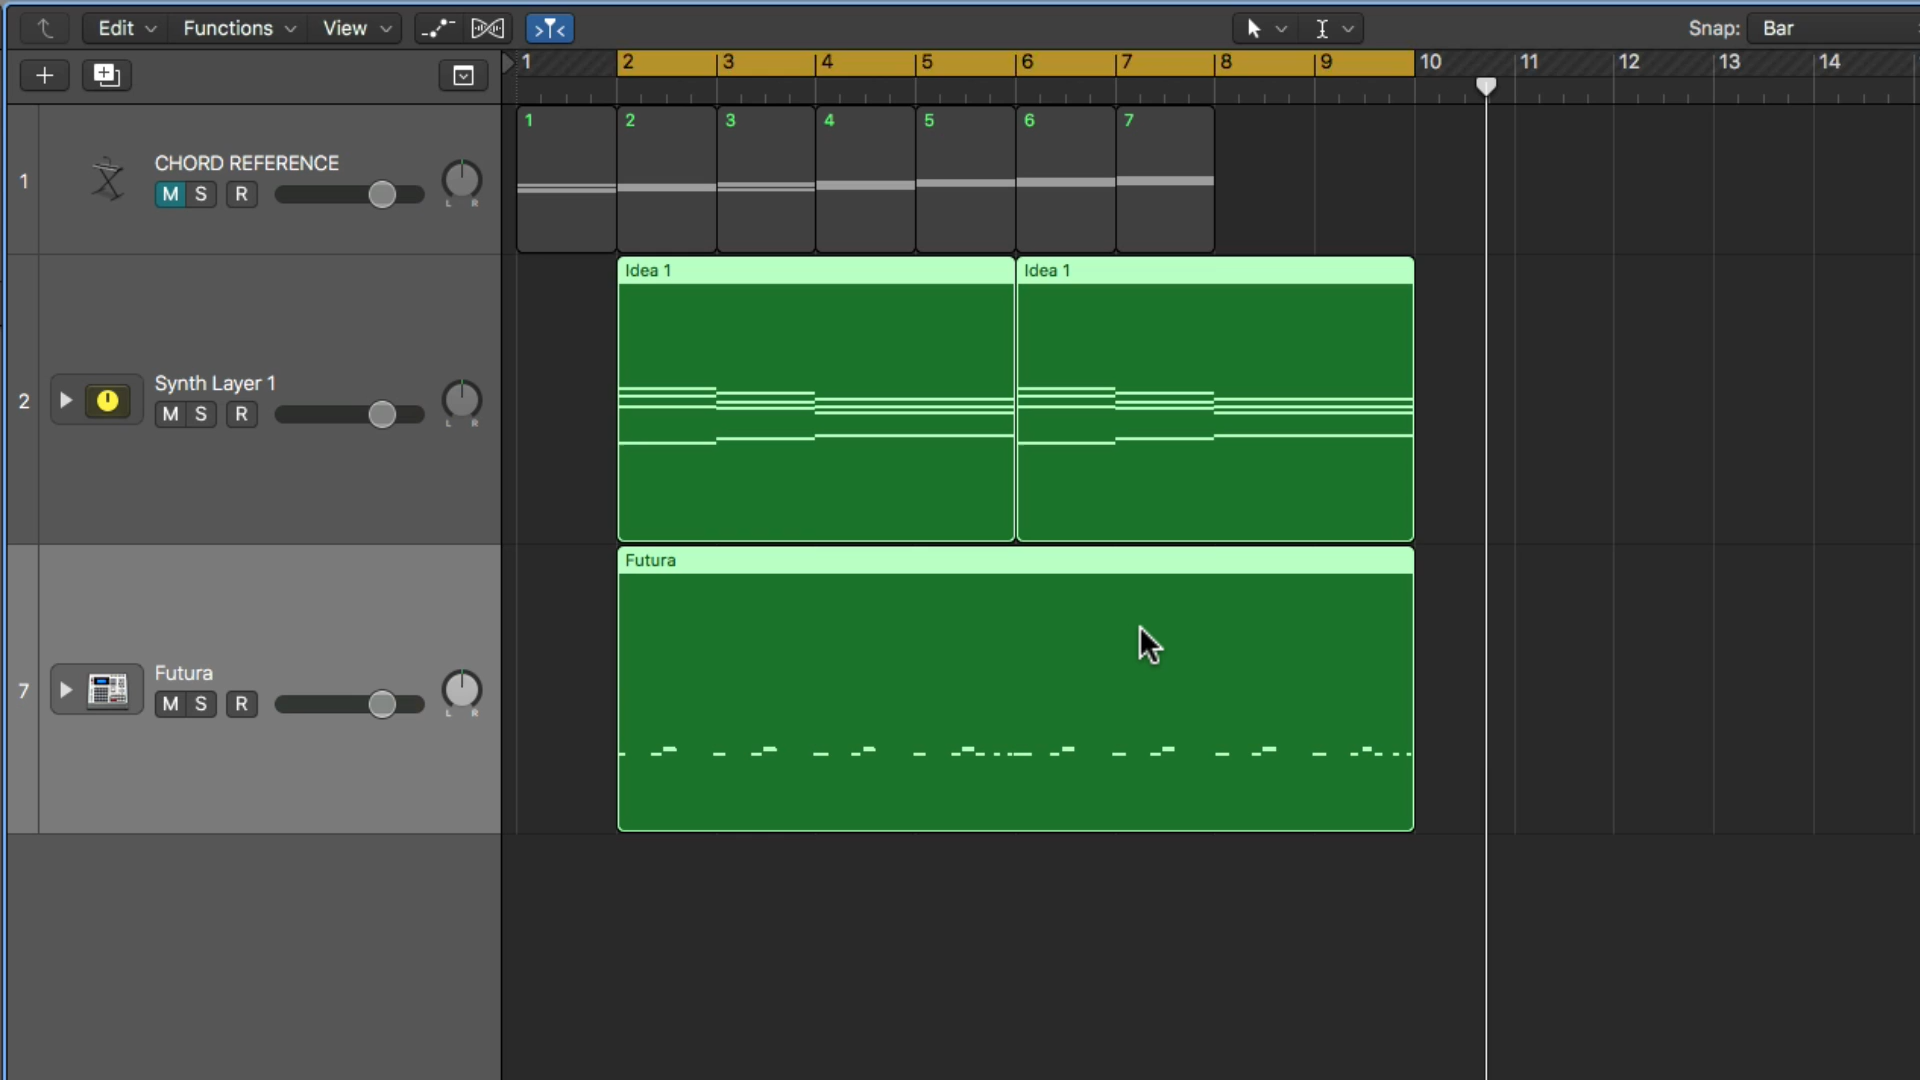 Edit Functions View Snap: Bar
1 2 3 4 5 6 7 8 9 10 11 12 13 14
1 2 3 4 5 6 7
1 CHORD REFERENCE
M S R L R
Idea 1 Idea 1
2 Synth Layer 1
M S R L R
Futura
7 Futura
M S R L R